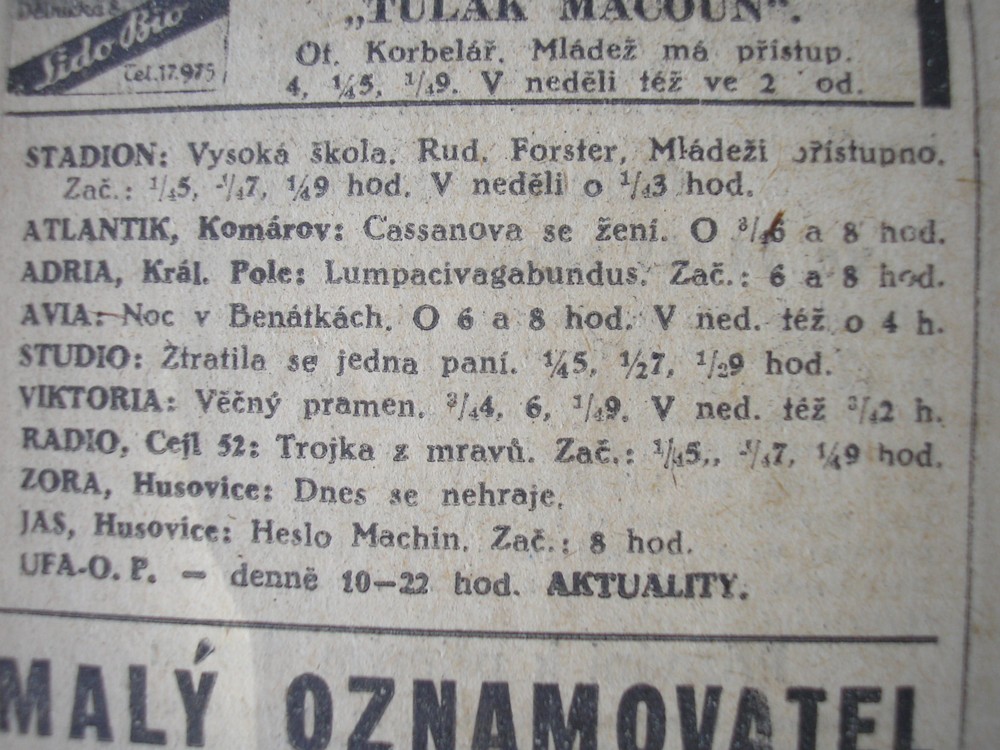 Dělnická 8
Lido Bio
Čel. 17.975
„TULÁK MACOUN“.
Ot. Korbelář. Mládež má přístup.
4, ¼5, ¼9. V neděli též ve 2 od.
STADION: Vysoká škola. Rud. Forster. Mládeži přístupno.
Zač.: ¼5, ¼7, ¼9 hod. V neděli o ¼3 hod.
ATLANTIK, Komárov: Cassanova se žení. O ¾6 a 8 hod.
ADRIA, Král. Pole: Lumpacivagabundus. Zač.: 6 a 8 hod.
AVIA: Noc v Benátkách. O 6 a 8 hod. V ned. též o 4 h.
STUDIO: Ztratila se jedna paní. ¼5, ½7, ½9 hod.
VIKTORIA: Věčný pramen. ¾4, 6, ¼9. V ned. též ¾2 h.
RADIO, Cejl 52: Trojka z mravů. Zač.: ¼5,, ¼7, ¼9 hod.
ZORA, Husovice: Dnes se nehraje.
JAS, Husovice: Heslo Machin. Zač.: 8 hod.
UFA-O. P. — denně 10—22 hod. AKTUALITY.
MALÝ OZNAMOVATEL